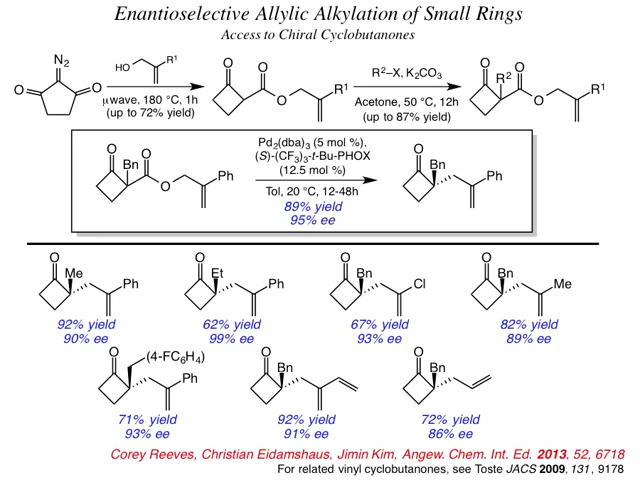 Enantioselective Allylic Alkylation of Small Rings
Access to Chiral Cyclobutanones
N2
O
O
HO
R1
μwave, 180 °C, 1h
(up to 72% yield)
O
O
O
R1
R2–X, K2CO3
Acetone, 50 °C, 12h
(up to 87% yield)
O
R2
O
O
R1
O
Bn
O
O
Ph
Pd2(dba)3 (5 mol %),
(S)-(CF3)3-t-Bu-PHOX
(12.5 mol %)
Tol, 20 °C, 12-48h
89% yield
95% ee
O
Bn
Ph
O
Me
Ph
92% yield
90% ee
O
Et
Ph
62% yield
99% ee
O
Bn
Cl
67% yield
93% ee
O
Bn
Me
82% yield
89% ee
O
(4-FC6H4)
Ph
71% yield
93% ee
O
Bn
92% yield
91% ee
O
Bn
72% yield
86% ee
Corey Reeves, Christian Eidamshaus, Jimin Kim, Angew. Chem. Int. Ed. 2013, 52, 6718
For related vinyl cyclobutanones, see Toste JACS 2009, 131, 9178